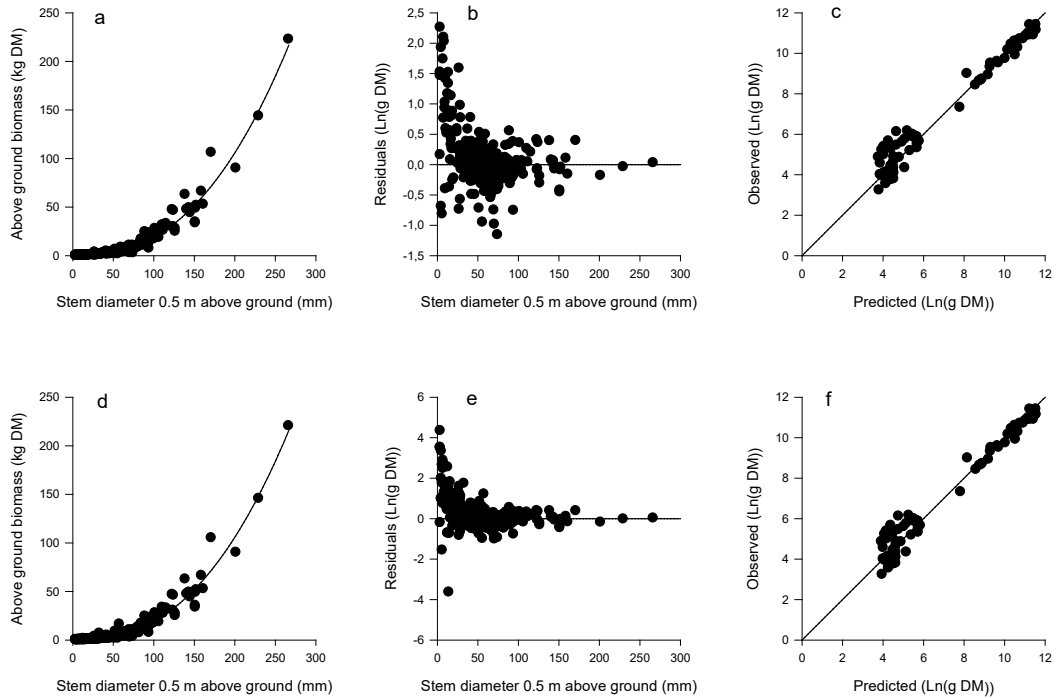 a
Above ground biomass (kg DM)
250
200
150
100
50
0
0 50 100 150 200 250 300
Stem diameter 0.5 m above ground (mm)
b
Residuals (Ln(g DM))
2,5
2,0
1,5
1,0
0,5
0,0
-0,5
-1,0
-1,5
0 50 100 150 200 250 300
Stem diameter 0.5 m above ground (mm)
c
Observed (Ln(g DM))
12
10
8
6
4
2
0
0 2 4 6 8 10 12
Predicted (Ln(g DM))
d
Above ground biomass (kg DM)
250
200
150
100
50
0
0 50 100 150 200 250 300
Stem diameter 0.5 m above ground (mm)
e
Residuals (Ln(g DM))
6
4
2
0
-2
-4
-6
0 50 100 150 200 250 300
Stem diameter 0.5 m above ground (mm)
f
Observed (Ln(g DM))
12
10
8
6
4
2
0
0 2 4 6 8 10 12
Predicted (Ln(g DM))